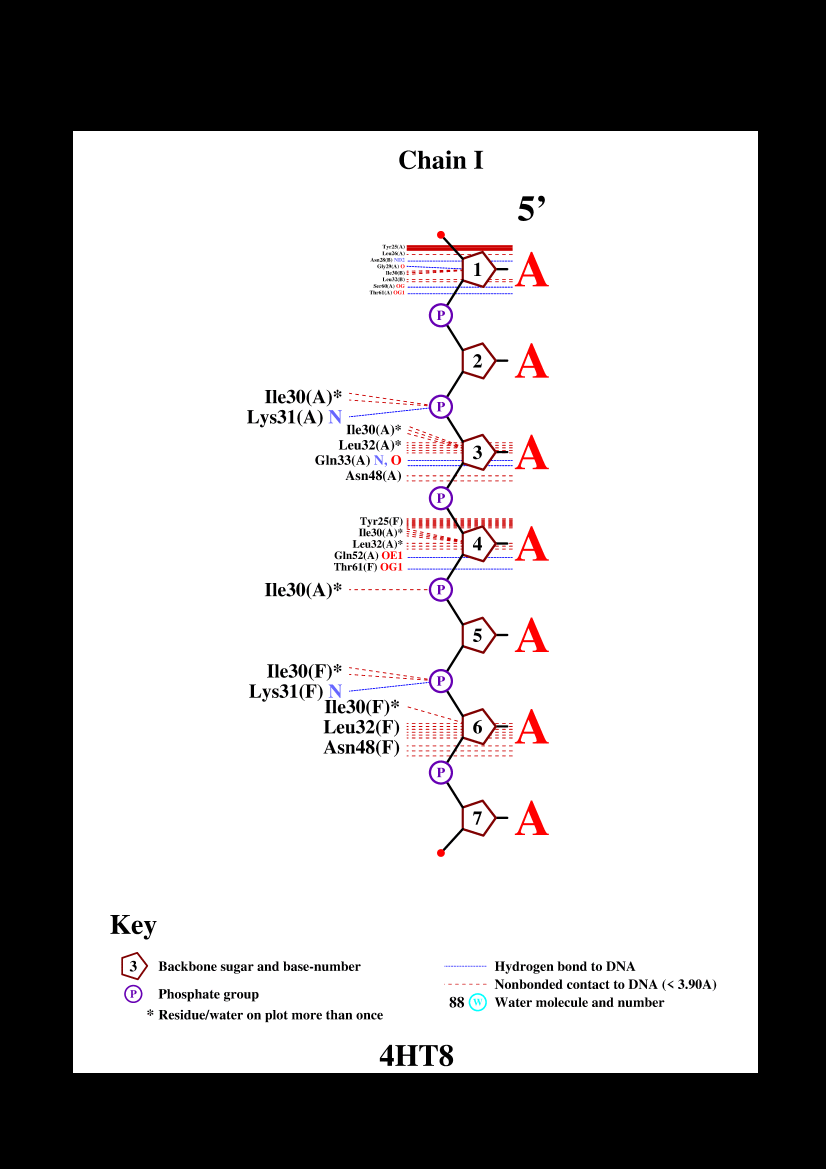 Chain I
5’
Tyr25(A)
Leu26(A)
Asn28(B) ND2
Gly29(A) O
Ile30(B)
Leu32(B)
Ser60(A) OG
Thr61(A) OG1
1 A
P
2 A
Ile30(A)*
P
Lys31(A) N
Ile30(A)*
Leu32(A)*
3 A
Gln33(A) N, O
Asn48(A)
P
Tyr25(F)
Ile30(A)*
Leu32(A)*
4 A
Gln52(A) OE1
Thr61(F) OG1
Ile30(A)* P
5 A
Ile30(F)*
P
Lys31(F) N
Ile30(F)*
Leu32(F) 6 A
Asn48(F)
P
7 A
Key
3 Backbone sugar and base-number
P Phosphate group
* Residue/water on plot more than once
Hydrogen bond to DNA
Nonbonded contact to DNA (< 3.90A)
88 W Water molecule and number
4HT8